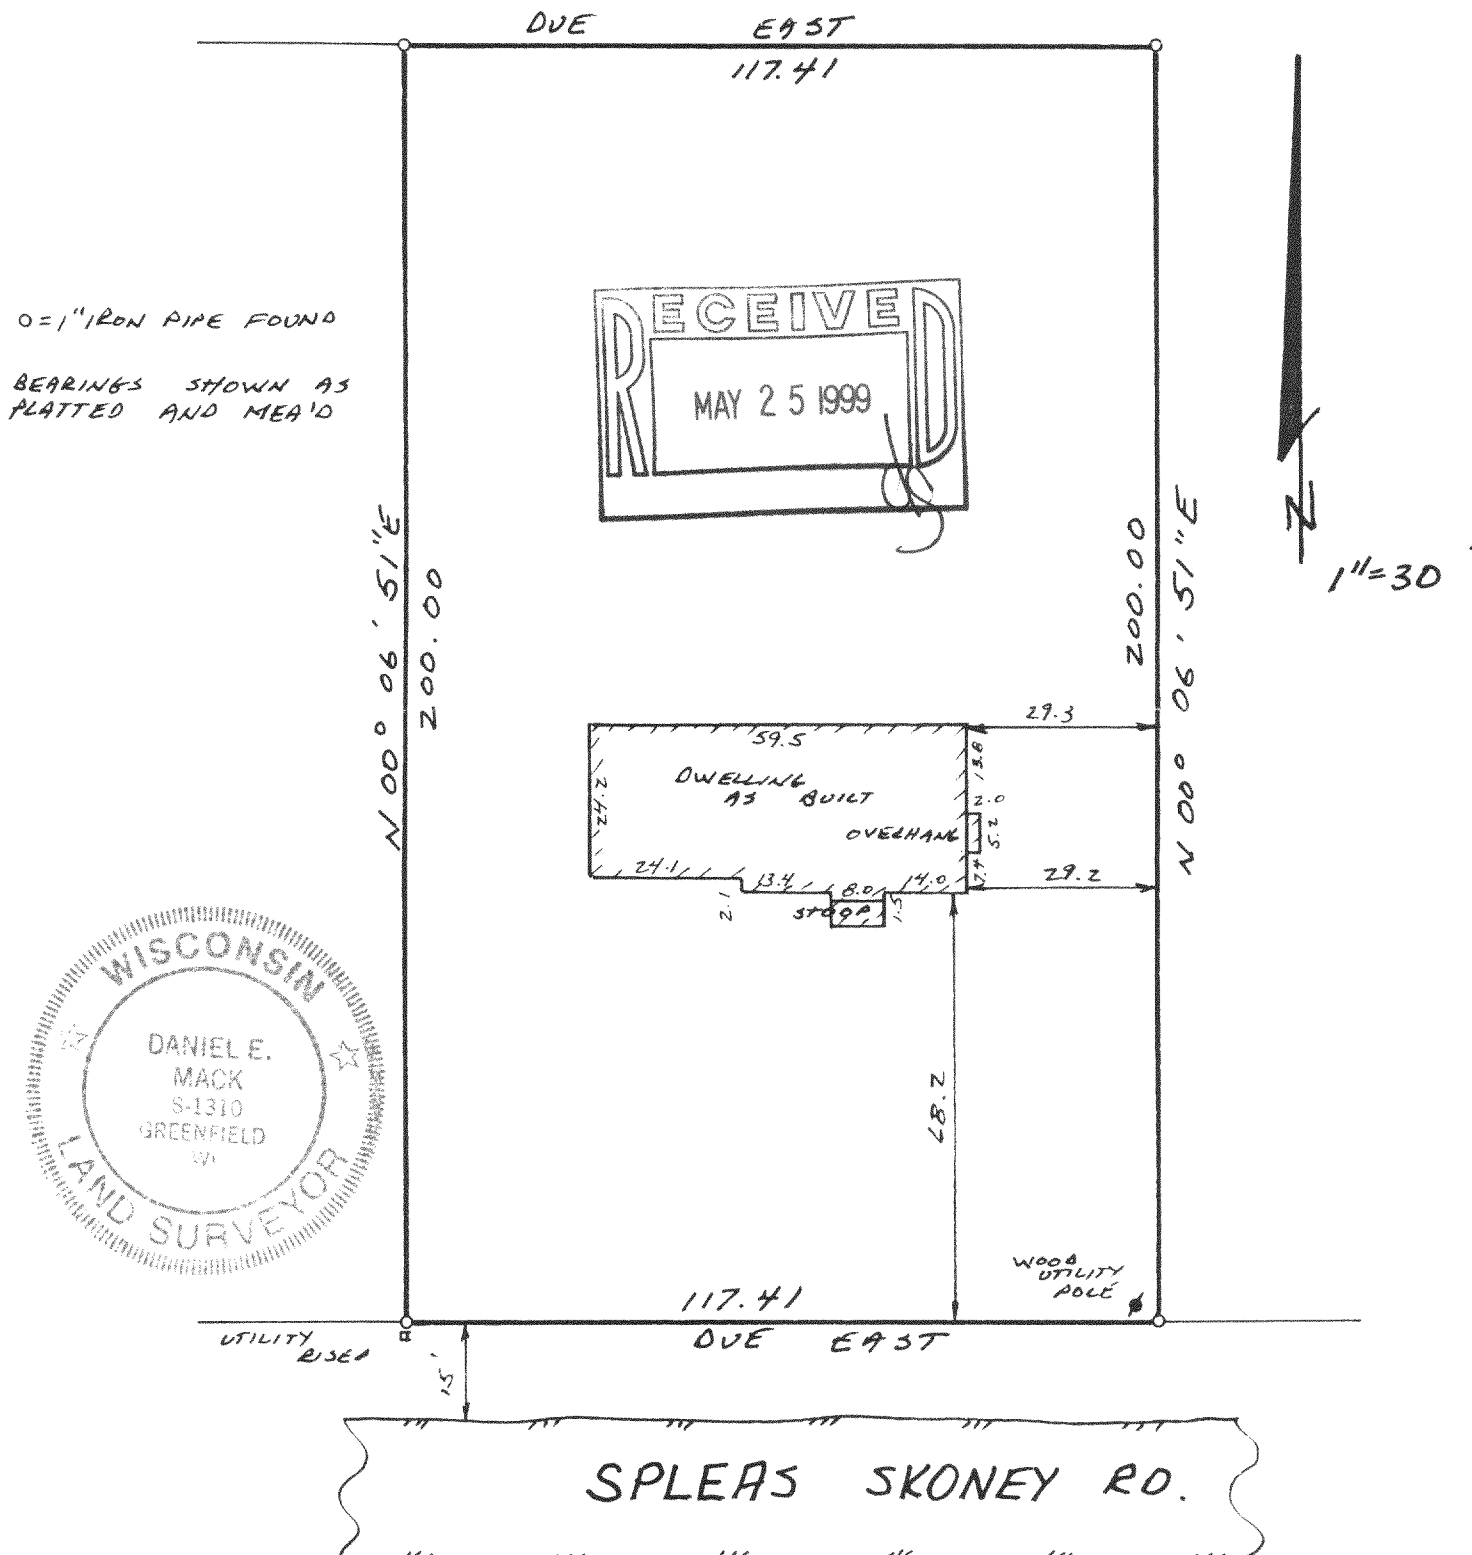 DUE EAST
117.41
O=1" IRON PIPE FOUND
BEARINGS SHOWN AS
PLATTED AND MEA'D
RECEIVED
MAY 25 1999
N 00° 06' 51"E
200.00
200.00
N 00° 06' 51"E
N
1"=30'
29.3
59.5
DWELLING
AS BUILT
24.2
13.8
2.0
5.2
OVERHANG
7.4
29.2
24.1
13.4
8.0
14.0
2.1
STOOP
1.5
68.2
WISCONSIN
DANIEL E.
MACK
S-1310
GREENFIELD
WI
LAND SURVEYOR
WOOD
UTILITY
POLE
117.41
DUE EAST
UTILITY
RISER
15'
SPLEAS SKONEY RD.